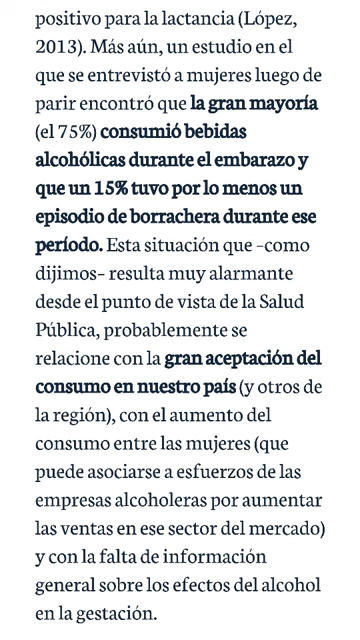 positivo para la lactancia (López,
2013). Más aún, un estudio en el
que se entrevistó a mujeres luego de
parir encontró que la gran mayoría
(el 75%) consumió bebidas
alcohólicas durante el embarazo y
que un 15% tuvo por lo menos un
episodio de borrachera durante ese
período. Esta situación que –como
dijimos– resulta muy alarmante
desde el punto de vista de la Salud
Pública, probablemente se
relacione con la gran aceptación del
consumo en nuestro país (y otros de
la región), con el aumento del
consumo entre las mujeres (que
puede asociarse a esfuerzos de las
empresas alcoholeras por aumentar
las ventas en ese sector del mercado)
y con la falta de información
general sobre los efectos del alcohol
en la gestación.